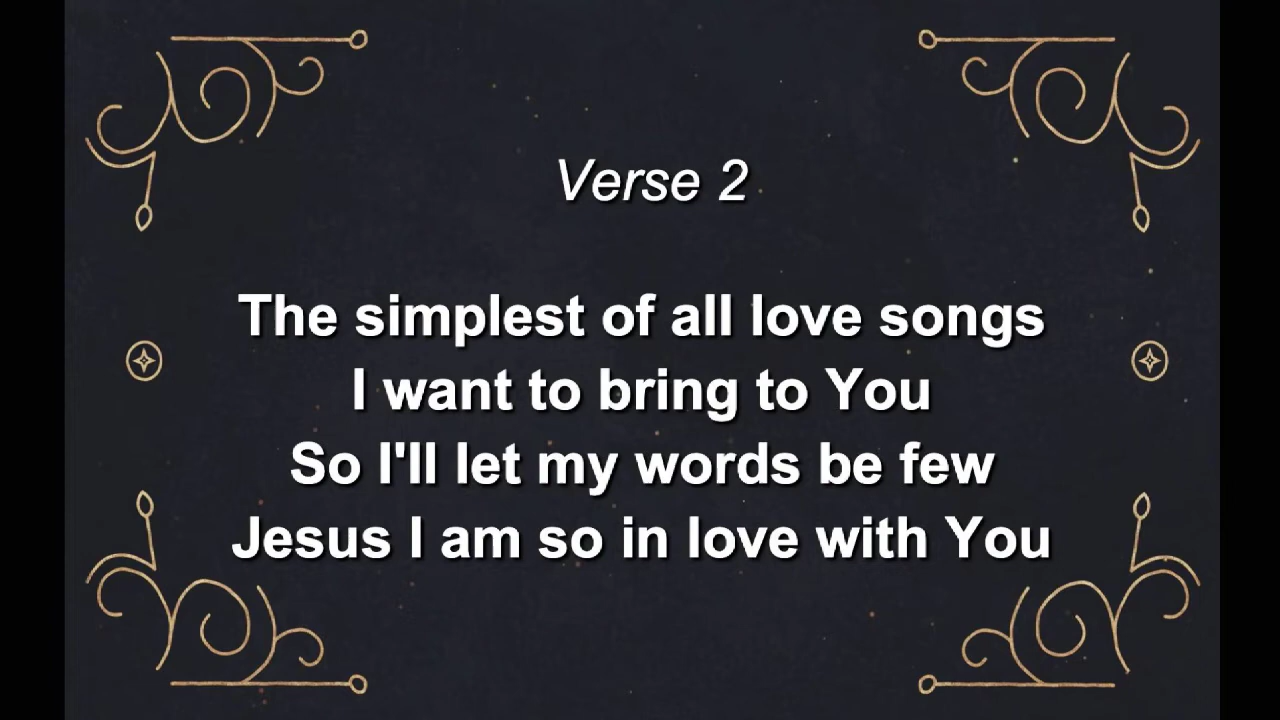 Verse 2
The simplest of all love songs
I want to bring to You
So I'll let my words be few
Jesus I am so in love with You